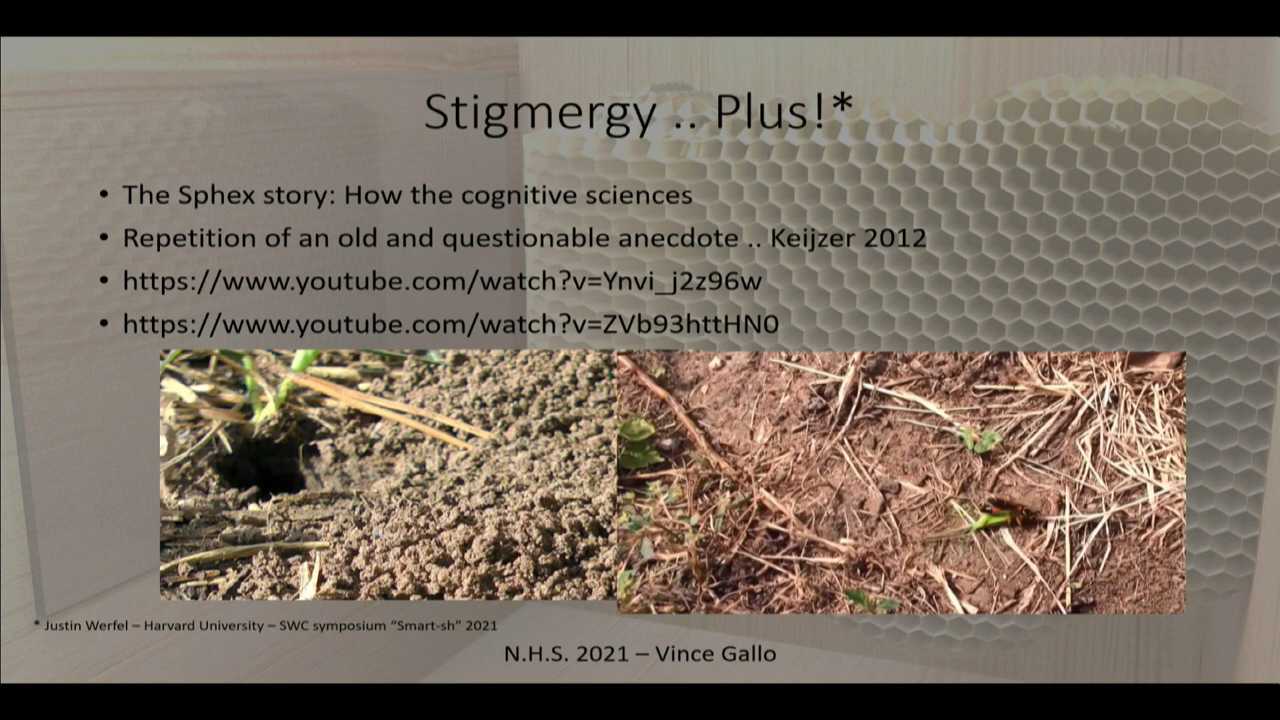 Stigmergy .. Plus!*
• The Sphex story: How the cognitive sciences
• Repetition of an old and questionable anecdote .. Keijzer 2012
• https://www.youtube.com/watch?v=Ynvi_j2z96w
• https://www.youtube.com/watch?v=ZVb93httHN0
* Justin Werfel – Harvard University – SWC symposium “Smart-sh” 2021
N.H.S. 2021 – Vince Gallo